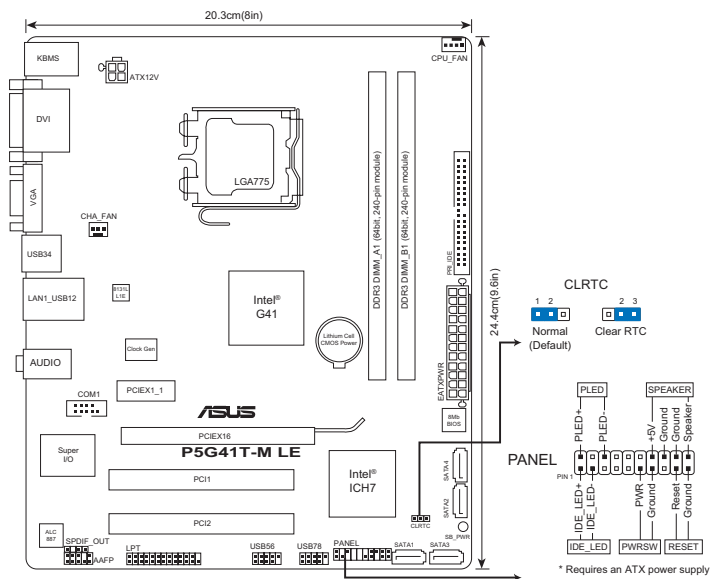 20.3cm(8in)
KBMS
ATX12V
CPU_FAN
DVI
LGA775
DDR3 DIMM_A1 (64bit, 240-pin module)
DDR3 DIMM_B1 (64bit, 240-pin module)
VGA
CHA_FAN
PRI_IDE
24.4cm(9.6in)
USB34
LAN1_USB12
8131L
L1E
Intel®
G41
Lithium Cell
CMOS Power
EATXPWR
CLRTC
1 2
2 3
Normal
(Default)
Clear RTC
Clock Gen
AUDIO
COM1
PCIEX1_1
ASUS
8Mb
BIOS
PCIEX16
P5G41T-M LE
Super
I/O
PCI1
Intel®
ICH7
SATA4
SATA2
PCI2
CLRTC
SB_PWR
ALC
887
SPDIF_OUT
AAFP
LPT
USB56
USB78
PANEL
SATA1
SATA3
PLED
SPEAKER
PLED+
PLED-
+5V
Ground
Ground
Speaker-
PANEL
PIN 1
IDE_LED+
IDE_LED-
PWR
Ground
Reset
Ground
IDE_LED
PWRSW
RESET
* Requires an ATX power supply